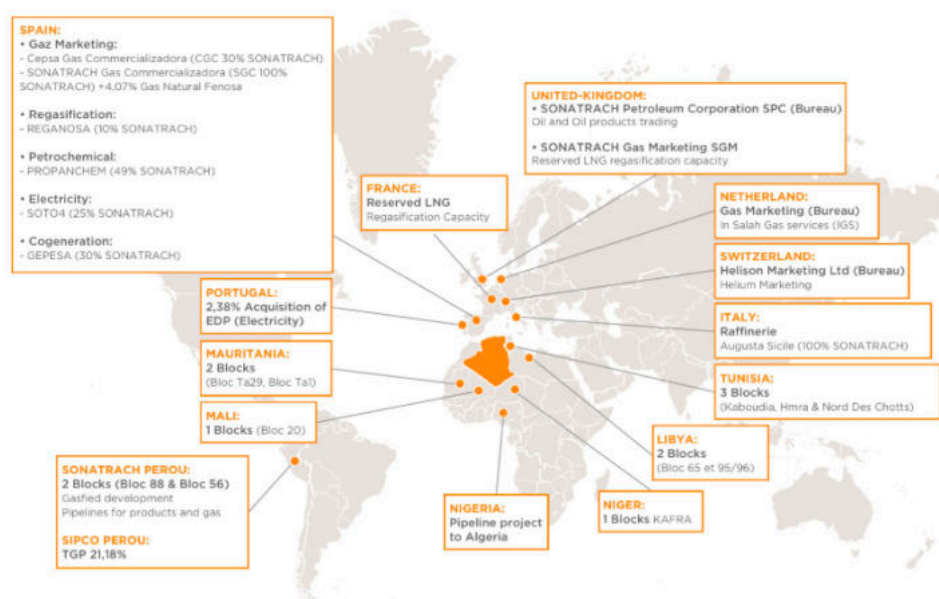 SPAIN:
• Gaz Marketing:
- Cepsa Gas Commercializadora (CGC 30% SONATRACH)
- SONATRACH Gas Commercializadora (SGC 100%
SONATRACH) +4,07% Gas Natural Fenosa
• Regasification:
- REGANOSA (10% SONATRACH)
• Petrochemical:
- PROPANCHEM (49% SONATRACH)
• Electricity:
- SOTO4 (25% SONATRACH)
• Cogeneration:
- GEPESA (30% SONATRACH)
UNITED-KINGDOM:
• SONATRACH Petroleum Corporation SPC (Bureau)
Oil and Oil products trading
• SONATRACH Gas Marketing SGM
Reserved LNG regasification capacity
FRANCE:
Reserved LNG
Regasification Capacity
NETHERLAND:
Gas Marketing (Bureau)
In Salah Gas services (IGS)
SWITZERLAND:
Helison Marketing Ltd (Bureau)
Helium Marketing
PORTUGAL:
2,38% Acquisition of
EDP (Electricity)
ITALY:
Raffinerie
Augusta Sicile (100% SONATRACH)
MAURITANIA:
2 Blocks
(Bloc Ta29, Bloc Ta1)
TUNISIA:
3 Blocks
(Kaboudia, Hmra & Nord Des Chotts)
MALI:
1 Blocks (Bloc 20)
LIBYA:
2 Blocks
(Bloc 65 et 95/96)
SONATRACH PEROU:
2 Blocks (Bloc 88 & Bloc 56)
Gasfied development
Pipelines for products and gas
SIPCO PEROU:
TGP 21,18%
NIGERIA:
Pipeline project
to Algeria
NIGER:
1 Blocks KAFRA